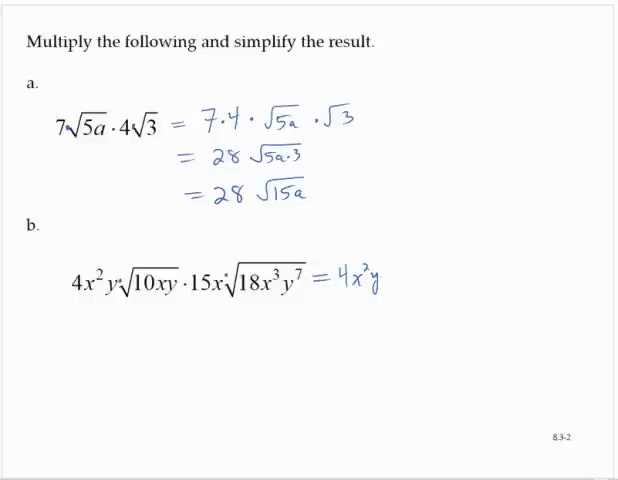 Multiply the following and simplify the result.
a.
7√5a · 4√3 = 7·4 · √5a · √3
= 28 √5a·3
= 28 √15a
b.
4x²y√10xy · 15x√18x³y⁷ = 4x²y
8.3-2